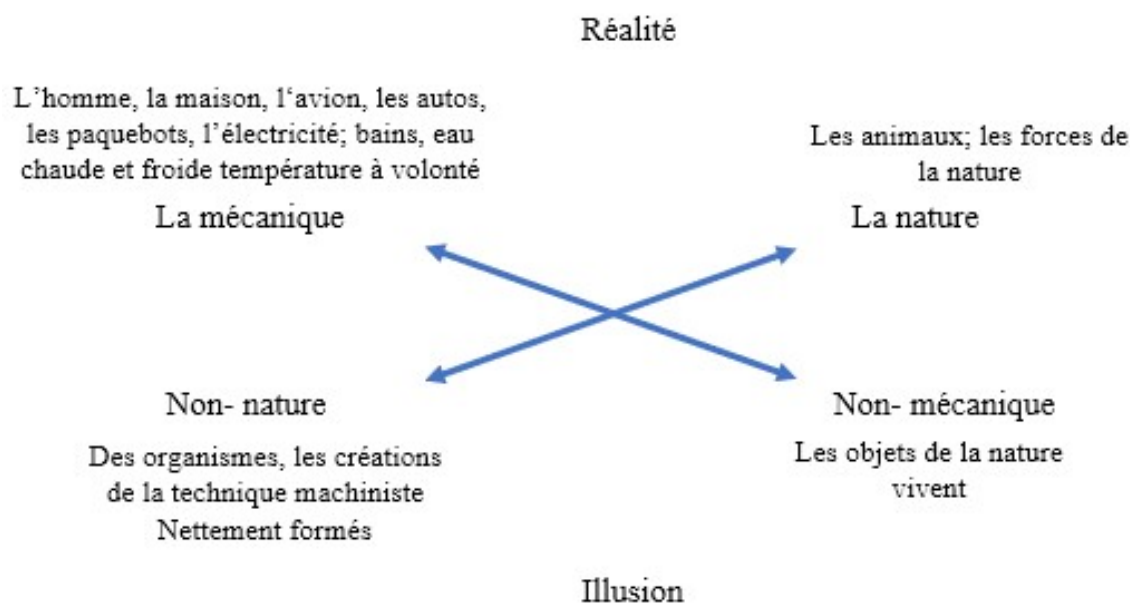 Réalité
L'homme, la maison, l'avion, les autos,
les paquebots, l'électricité; bains, eau
chaude et froide température à volonté
La mécanique
Les animaux; les forces de
la nature
La nature
Non- nature
Des organismes, les créations
de la technique machiniste
Nettement formés
Non- mécanique
Les objets de la nature
vivent
Illusion